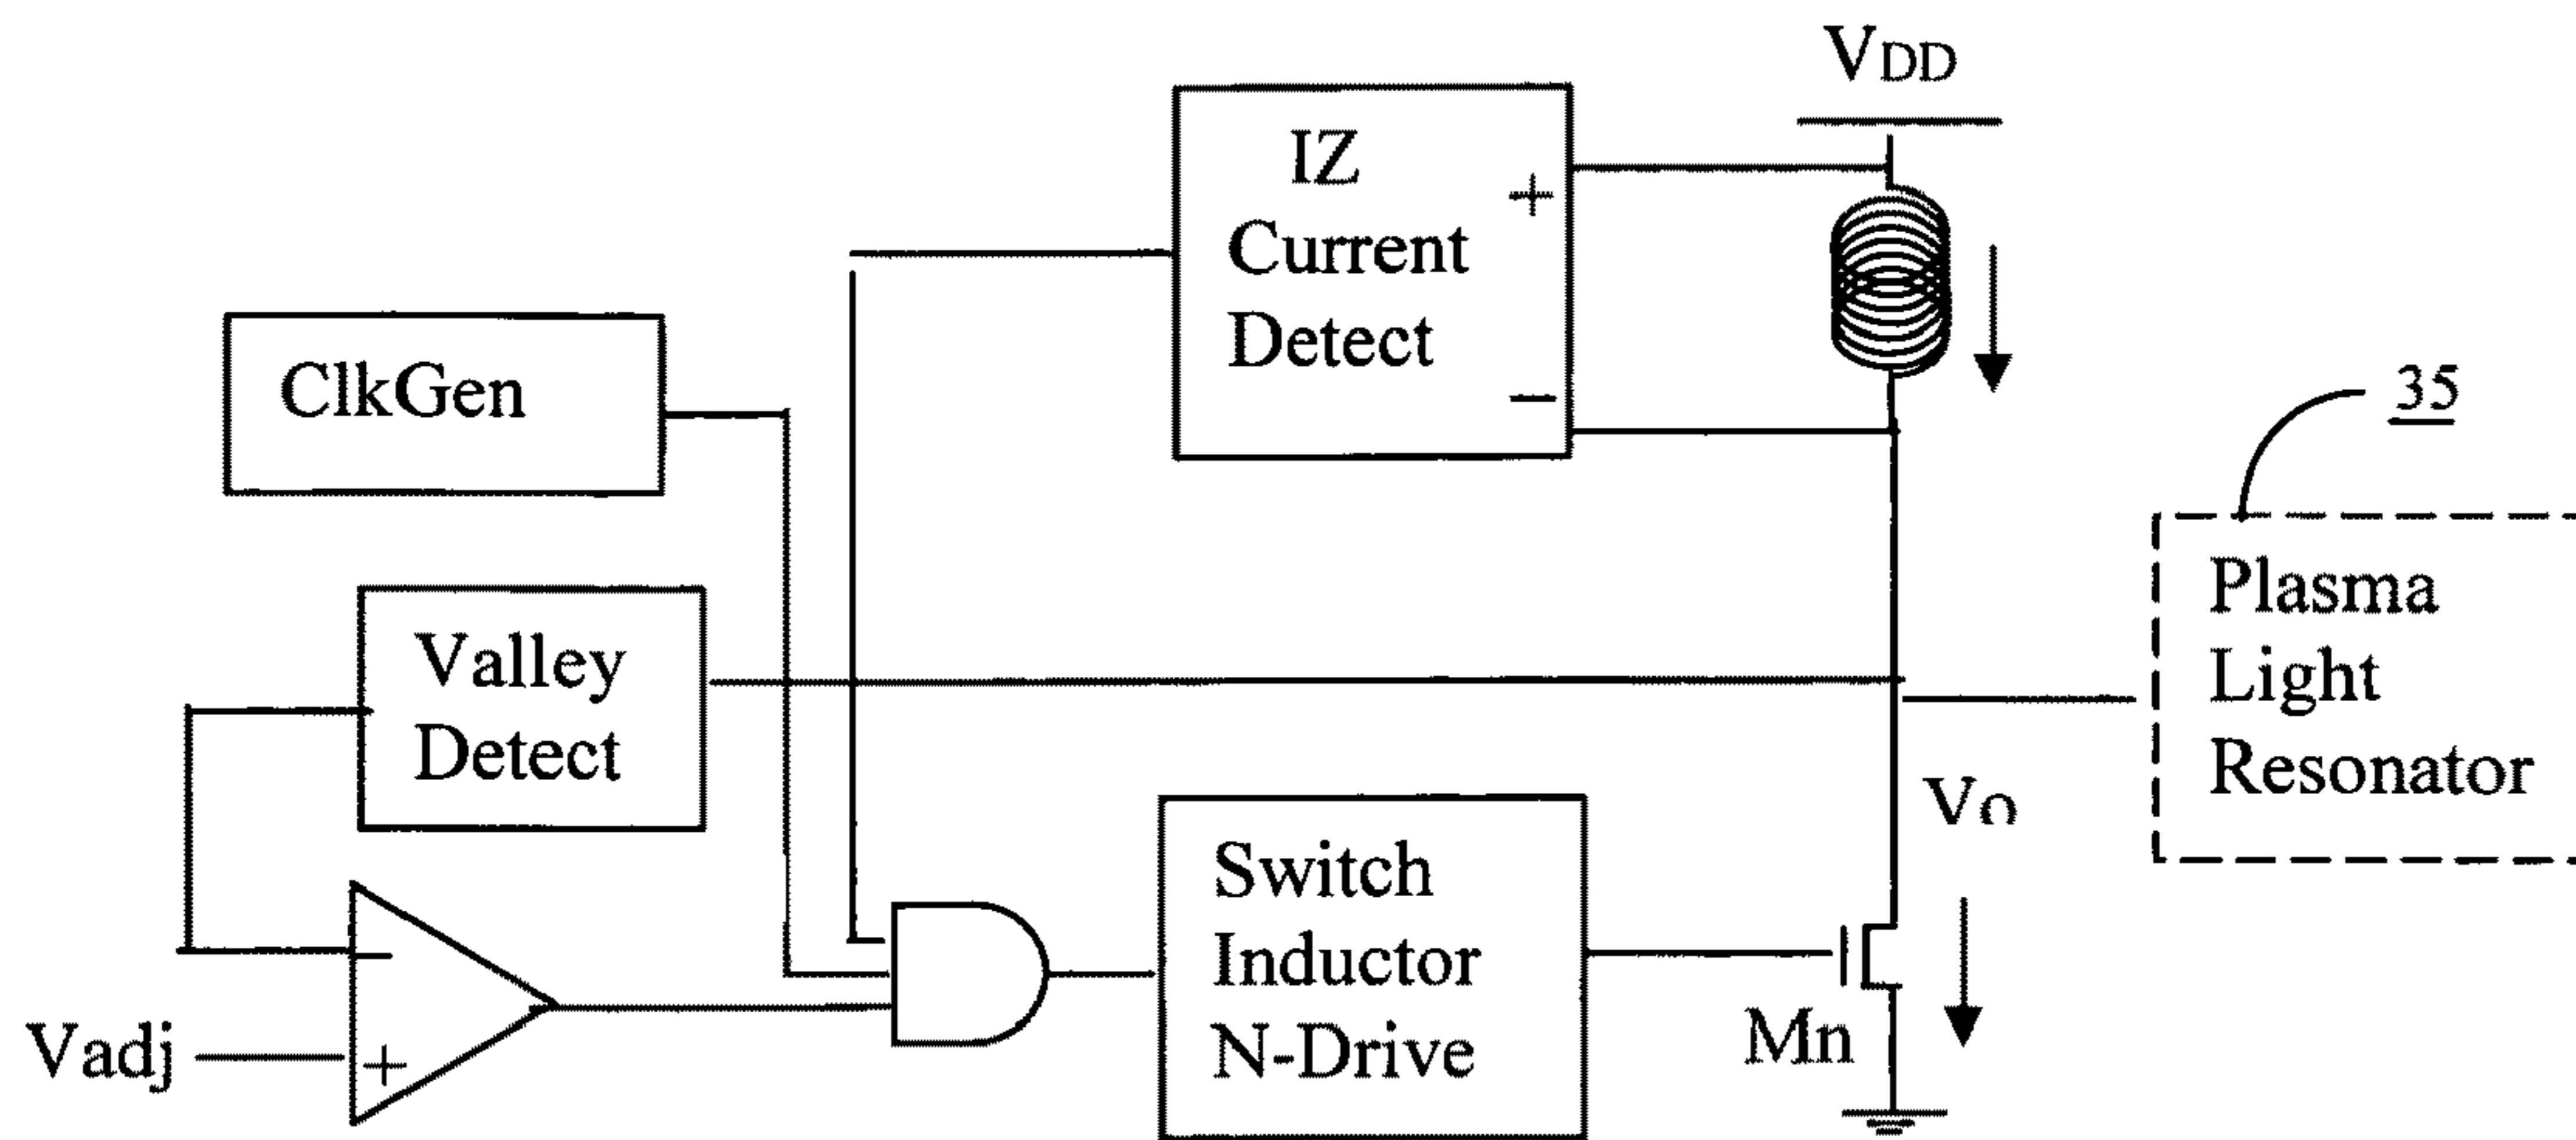 VDD
IZ
Current
Detect
+
−
ClkGen
35
Plasma
Light
Resonator
Valley
Detect
Vo
Switch
Inductor
N-Drive
−
+
Vadj
Mn